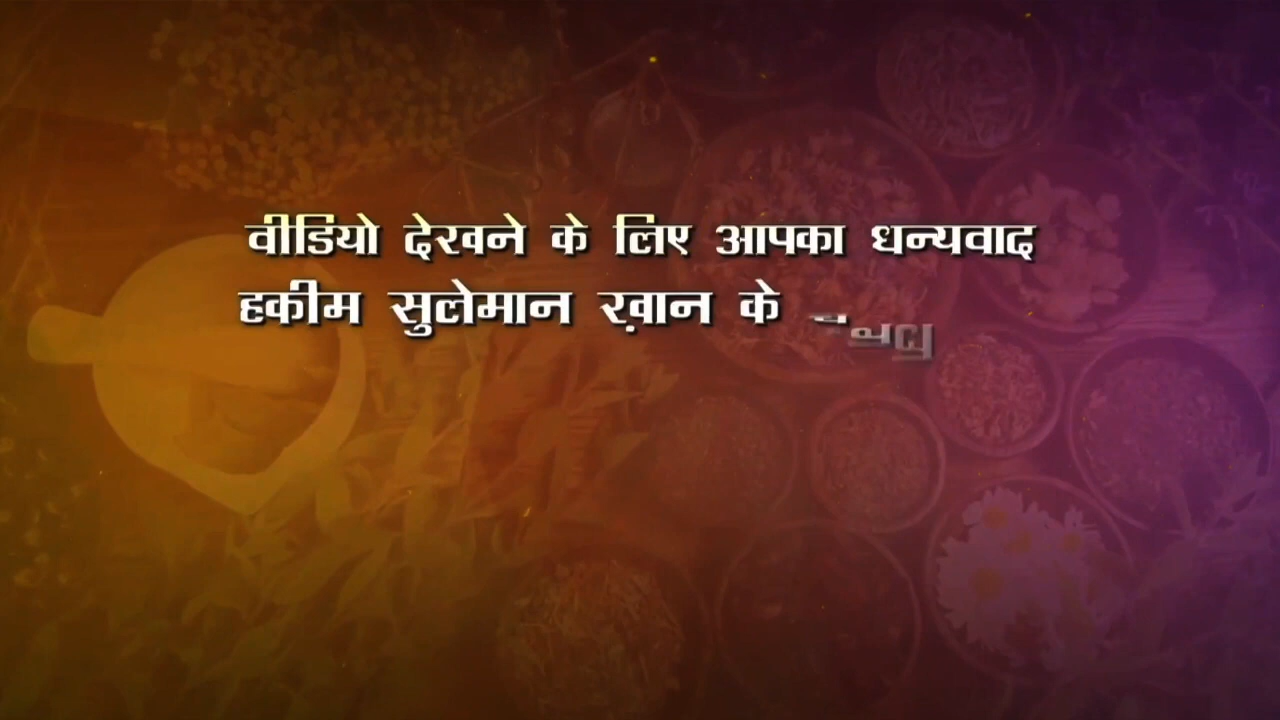 वीडियो देखने के लिए आपका धन्यवाद
हकीम सुलेमान ख़ान के